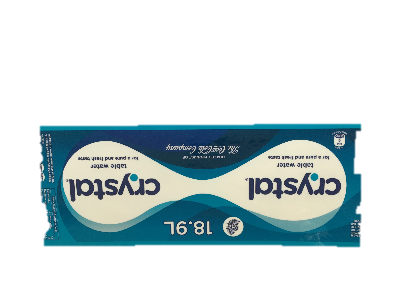 18.9L
crystal
table water
for a pure and fresh taste
crystal
table water
for a pure and fresh taste
The Coca-Cola Company